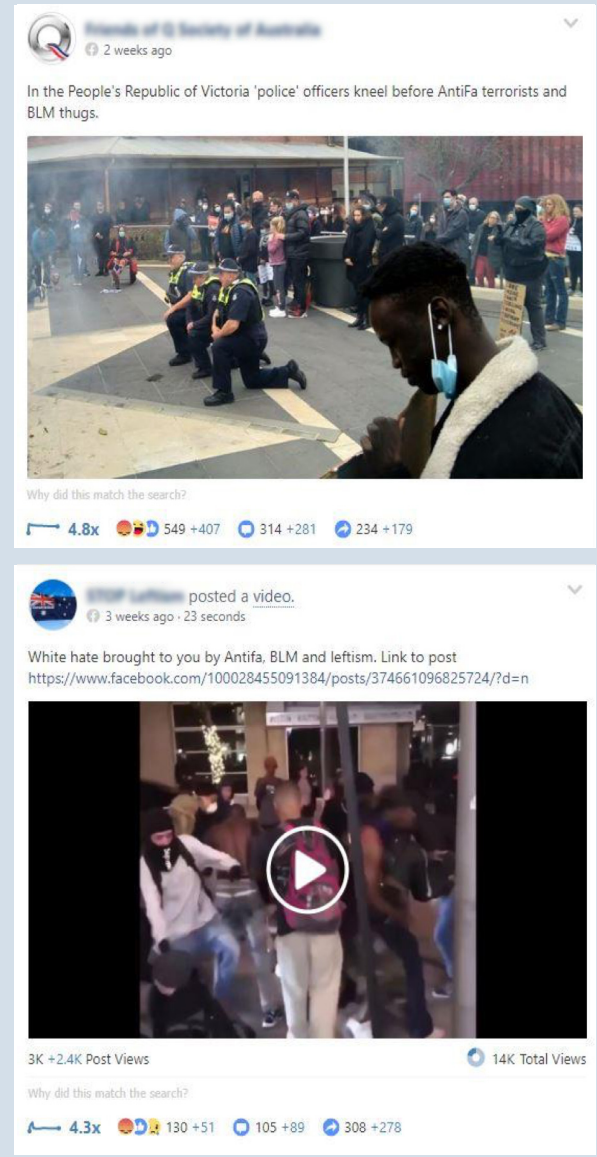 2 weeks ago
In the People's Republic of Victoria 'police' officers kneel before AntiFa terrorists and
BLM thugs.
Why did this match the search?
4.8x 549 +407 314 +281 234 +179
posted a video.
3 weeks ago · 23 seconds
White hate brought to you by Antifa, BLM and leftism. Link to post
https://www.facebook.com/100028455091384/posts/374661096825724/?d=n
3K +2.4K Post Views 14K Total Views
Why did this match the search?
4.3x 130 +51 105 +89 308 +278